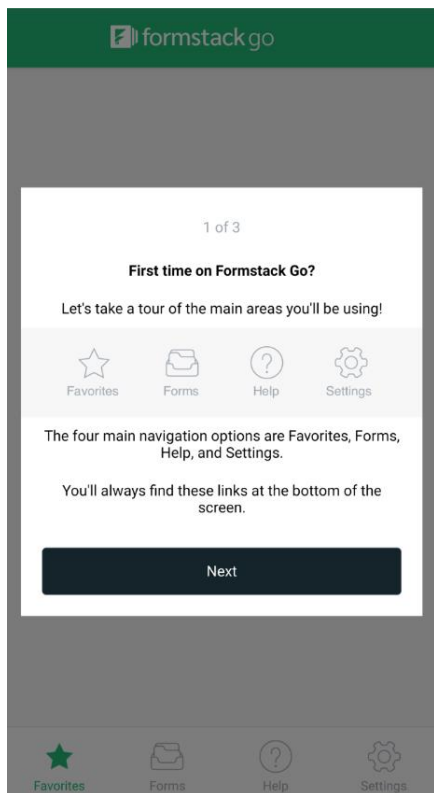 formstack go
1 of 3
First time on Formstack Go?
Let's take a tour of the main areas you'll be using!
Favorites Forms Help Settings
The four main navigation options are Favorites, Forms,
Help, and Settings.
You'll always find these links at the bottom of the
screen.
Next
Favorites Forms Help Settings